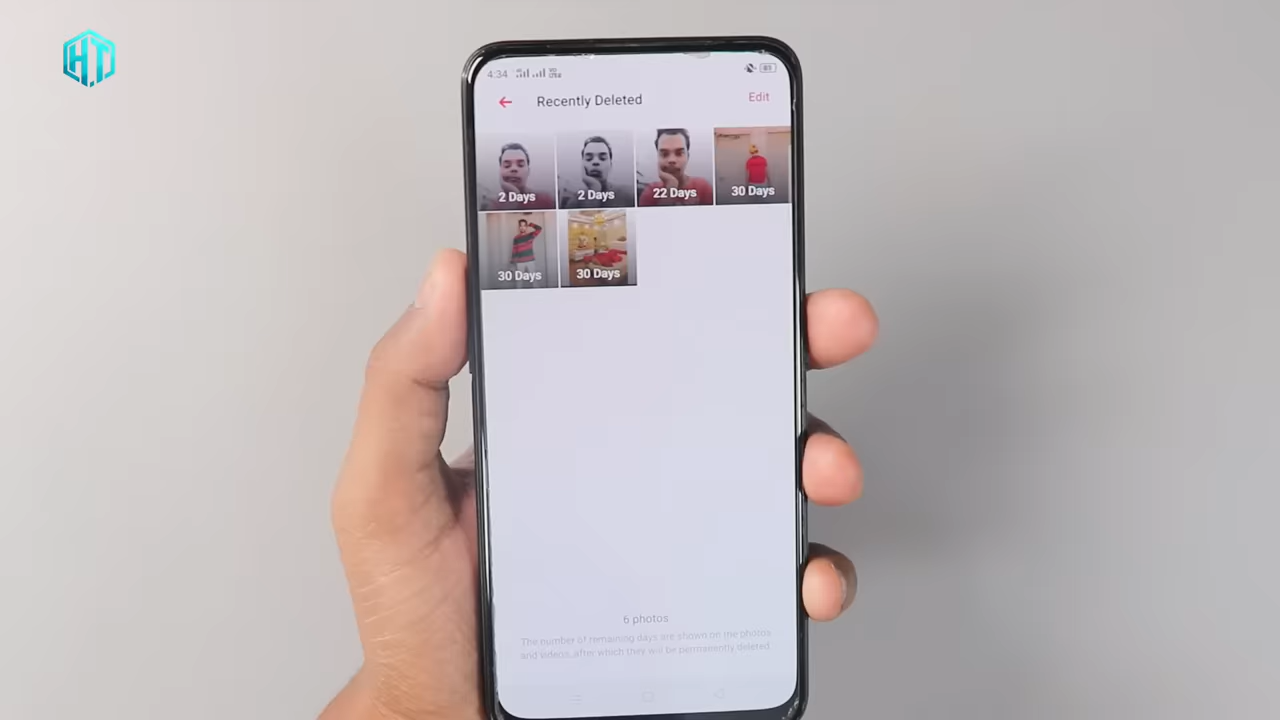 H.T
4:34
Recently Deleted
Edit
2 Days
2 Days
22 Days
30 Days
30 Days
30 Days
6 photos
The number of remaining days are shown on the photos
and videos, after which they will be permanently deleted.